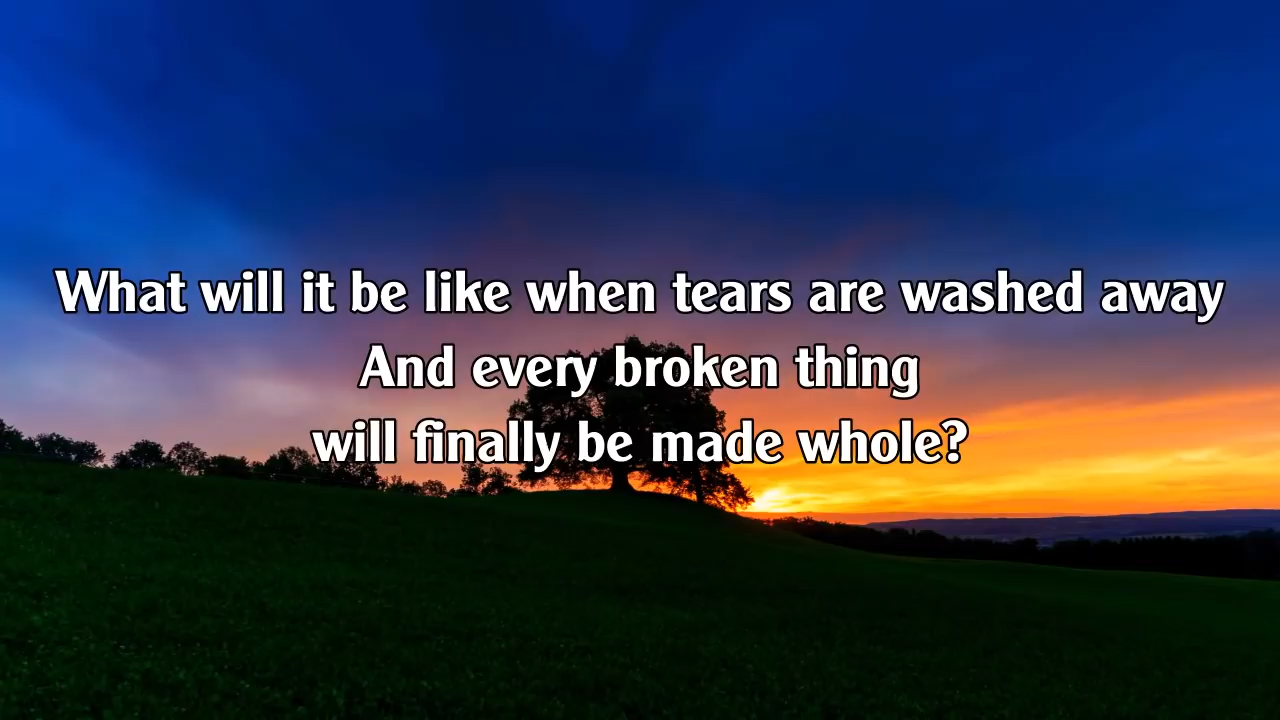 What will it be like when tears are washed away
And every broken thing
will finally be made whole?